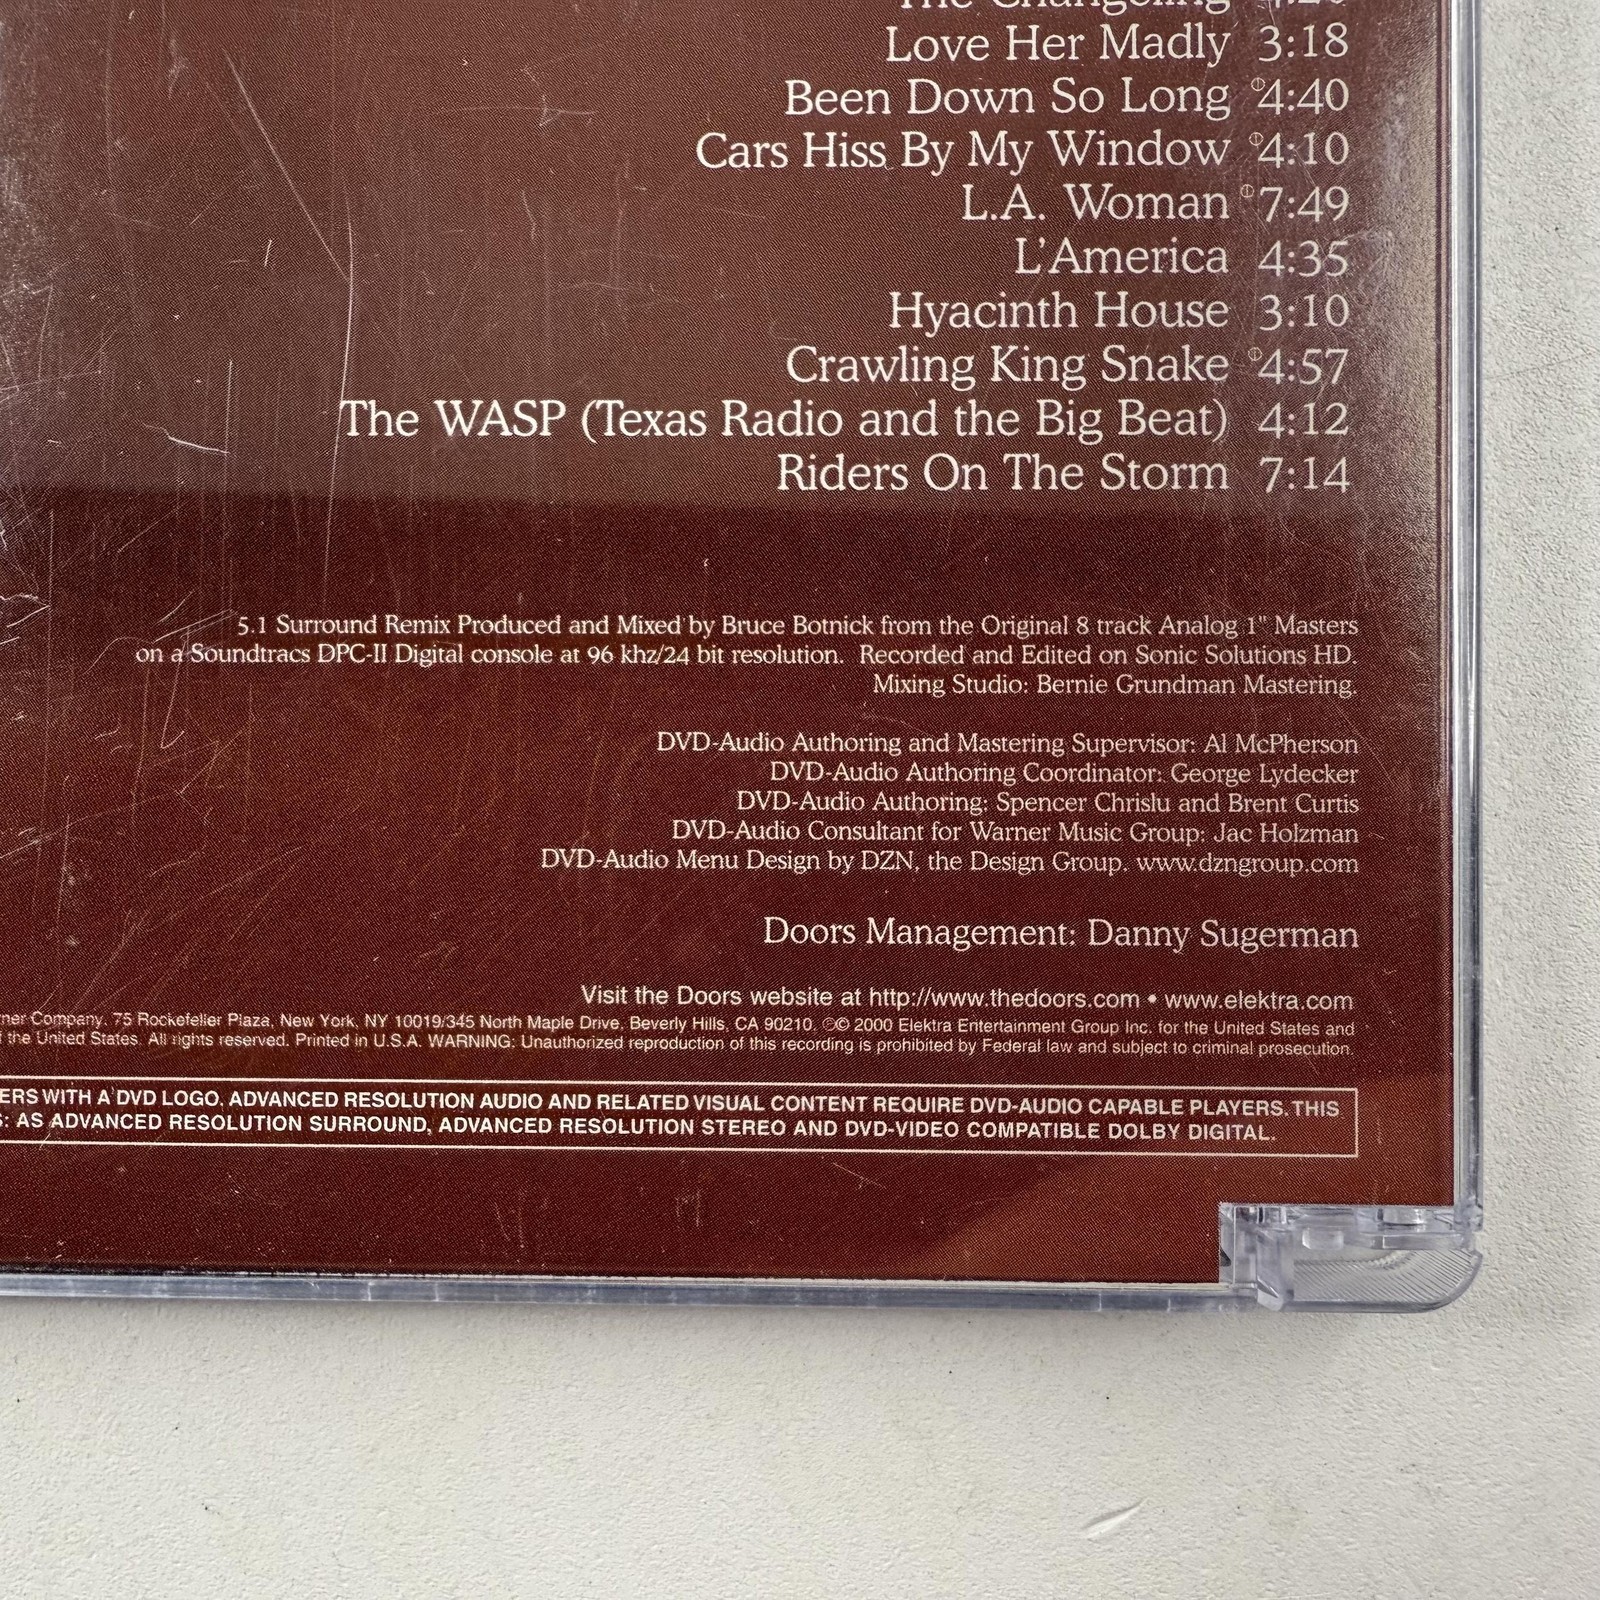 The Changeling 4:20
Love Her Madly 3:18
Been Down So Long 4:40
Cars Hiss By My Window 4:10
L.A. Woman 7:49
L'America 4:35
Hyacinth House 3:10
Crawling King Snake 4:57
The WASP (Texas Radio and the Big Beat) 4:12
Riders On The Storm 7:14
5.1 Surround Remix Produced and Mixed by Bruce Botnick from the Original 8 track Analog 1" Masters
on a Soundtracs DPC-II Digital console at 96 khz/24 bit resolution. Recorded and Edited on Sonic Solutions HD.
Mixing Studio: Bernie Grundman Mastering.
DVD-Audio Authoring and Mastering Supervisor: Al McPherson
DVD-Audio Authoring Coordinator: George Lydecker
DVD-Audio Authoring: Spencer Chrislu and Brent Curtis
DVD-Audio Consultant for Warner Music Group: Jac Holzman
DVD-Audio Menu Design by DZN, the Design Group. www.dzngroup.com
Doors Management: Danny Sugerman
Visit the Doors website at http://www.thedoors.com • www.elektra.com
ner Company. 75 Rockefeller Plaza, New York, NY 10019/345 North Maple Drive, Beverly Hills, CA 90210. ℗© 2000 Elektra Entertainment Group Inc. for the United States and
the United States. All rights reserved. Printed in U.S.A. WARNING: Unauthorized reproduction of this recording is prohibited by Federal law and subject to criminal prosecution.
ERS WITH A DVD LOGO. ADVANCED RESOLUTION AUDIO AND RELATED VISUAL CONTENT REQUIRE DVD-AUDIO CAPABLE PLAYERS. THIS
S: AS ADVANCED RESOLUTION SURROUND, ADVANCED RESOLUTION STEREO AND DVD-VIDEO COMPATIBLE DOLBY DIGITAL.